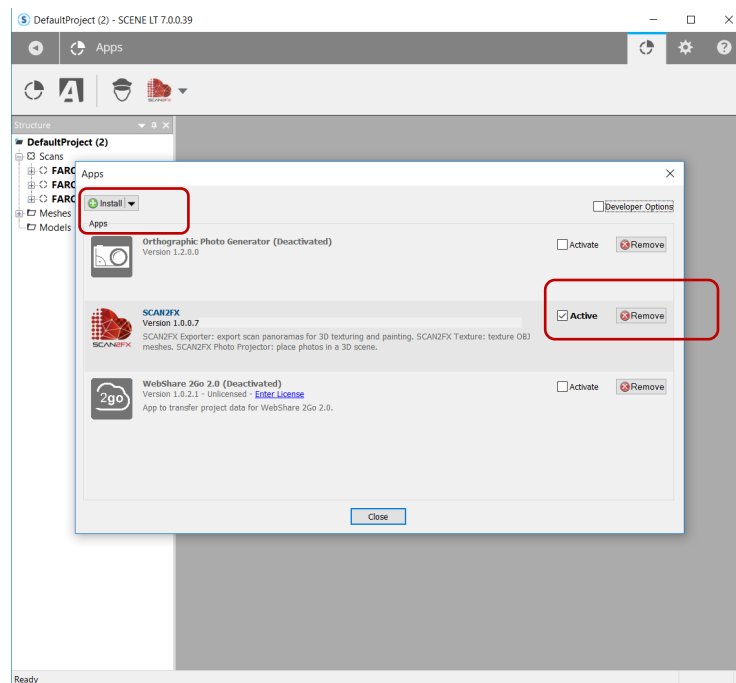 DefaultProject (2) - SCENE LT 7.0.0.39
Apps
SCAN2FX
Structure
DefaultProject (2)
Scans
FARO
FARO
FARO
Meshes
Models
Apps
Install
Developer Options
Apps
Orthographic Photo Generator (Deactivated)
Version 1.2.0.0
Activate
Remove
SCAN2FX
SCAN2FX
Version 1.0.0.7
SCAN2FX Exporter: export scan panoramas for 3D texturing and painting. SCAN2FX Texture: texture OBJ
meshes. SCAN2FX Photo Projector: place photos in a 3D scene.
Active
Remove
2go
WebShare 2Go 2.0 (Deactivated)
Version 1.0.2.1 - Unlicensed - Enter License
App to transfer project data for WebShare 2Go 2.0.
Activate
Remove
Close
Ready